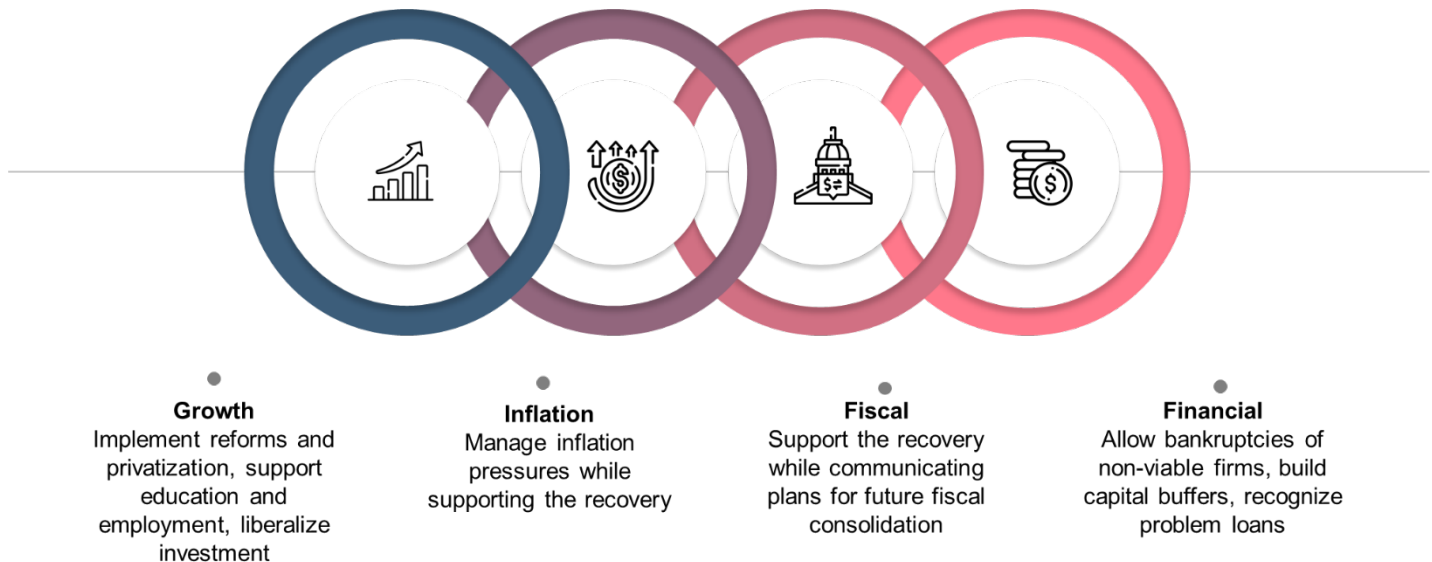 Growth
Implement reforms and
privatization, support
education and
employment, liberalize
investment
Inflation
Manage inflation
pressures while
supporting the recovery
Fiscal
Support the recovery
while communicating
plans for future fiscal
consolidation
Financial
Allow bankruptcies of
non-viable firms, build
capital buffers, recognize
problem loans